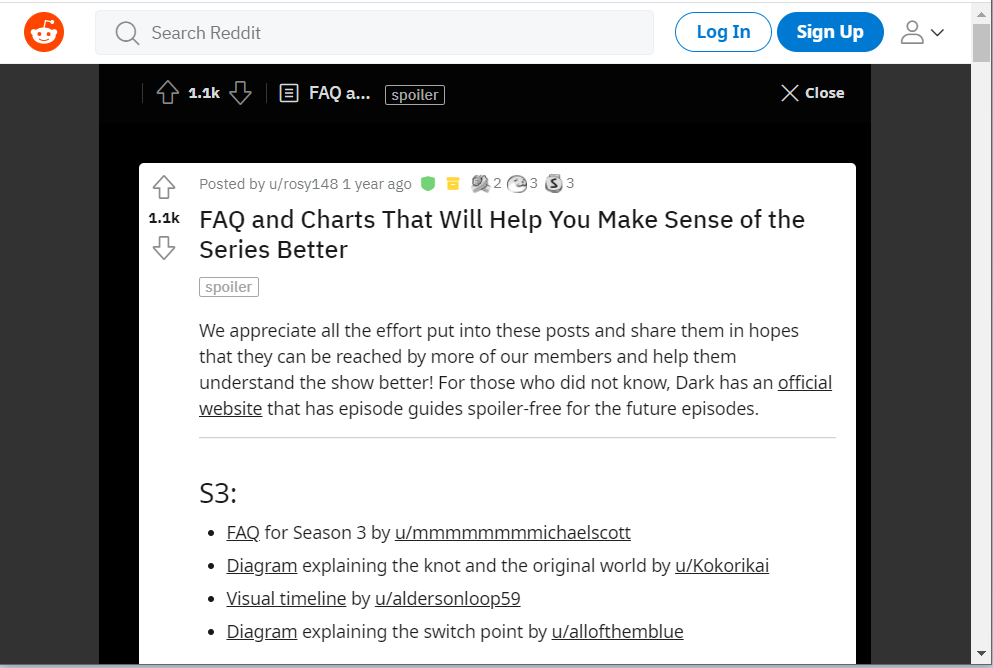 Search Reddit
Log In
Sign Up
1.1k
FAQ a...
spoiler
Close
Posted by u/rosy148 1 year ago
2
3
S 3
1.1k
FAQ and Charts That Will Help You Make Sense of the
Series Better
spoiler
We appreciate all the effort put into these posts and share them in hopes
that they can be reached by more of our members and help them
understand the show better! For those who did not know, Dark has an official
website that has episode guides spoiler-free for the future episodes.
S3:
• FAQ for Season 3 by u/mmmmmmmmichaelscott
• Diagram explaining the knot and the original world by u/Kokorikai
• Visual timeline by u/aldersonloop59
• Diagram explaining the switch point by u/allofthemblue